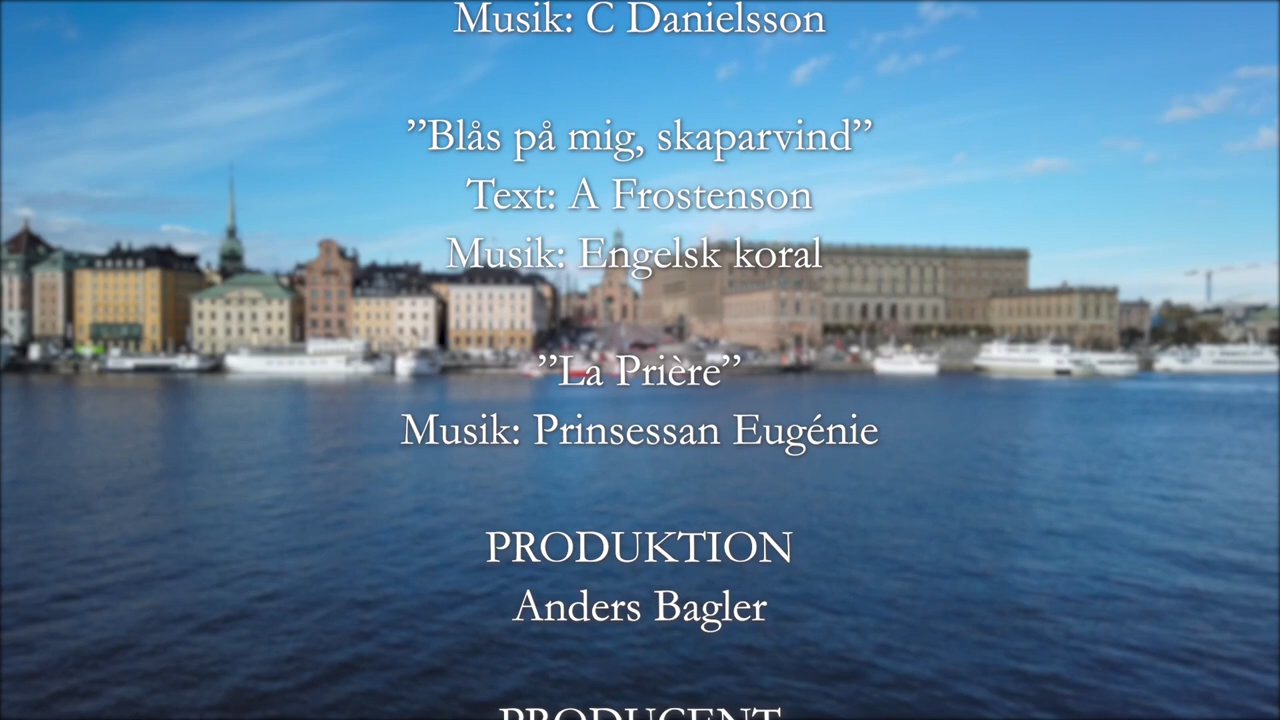 Musik: C Danielsson
”Blås på mig, skaparvind”
Text: A Frostenson
Musik: Engelsk koral
”La Prière”
Musik: Prinsessan Eugénie
PRODUKTION
Anders Bagler
PRODUCENT